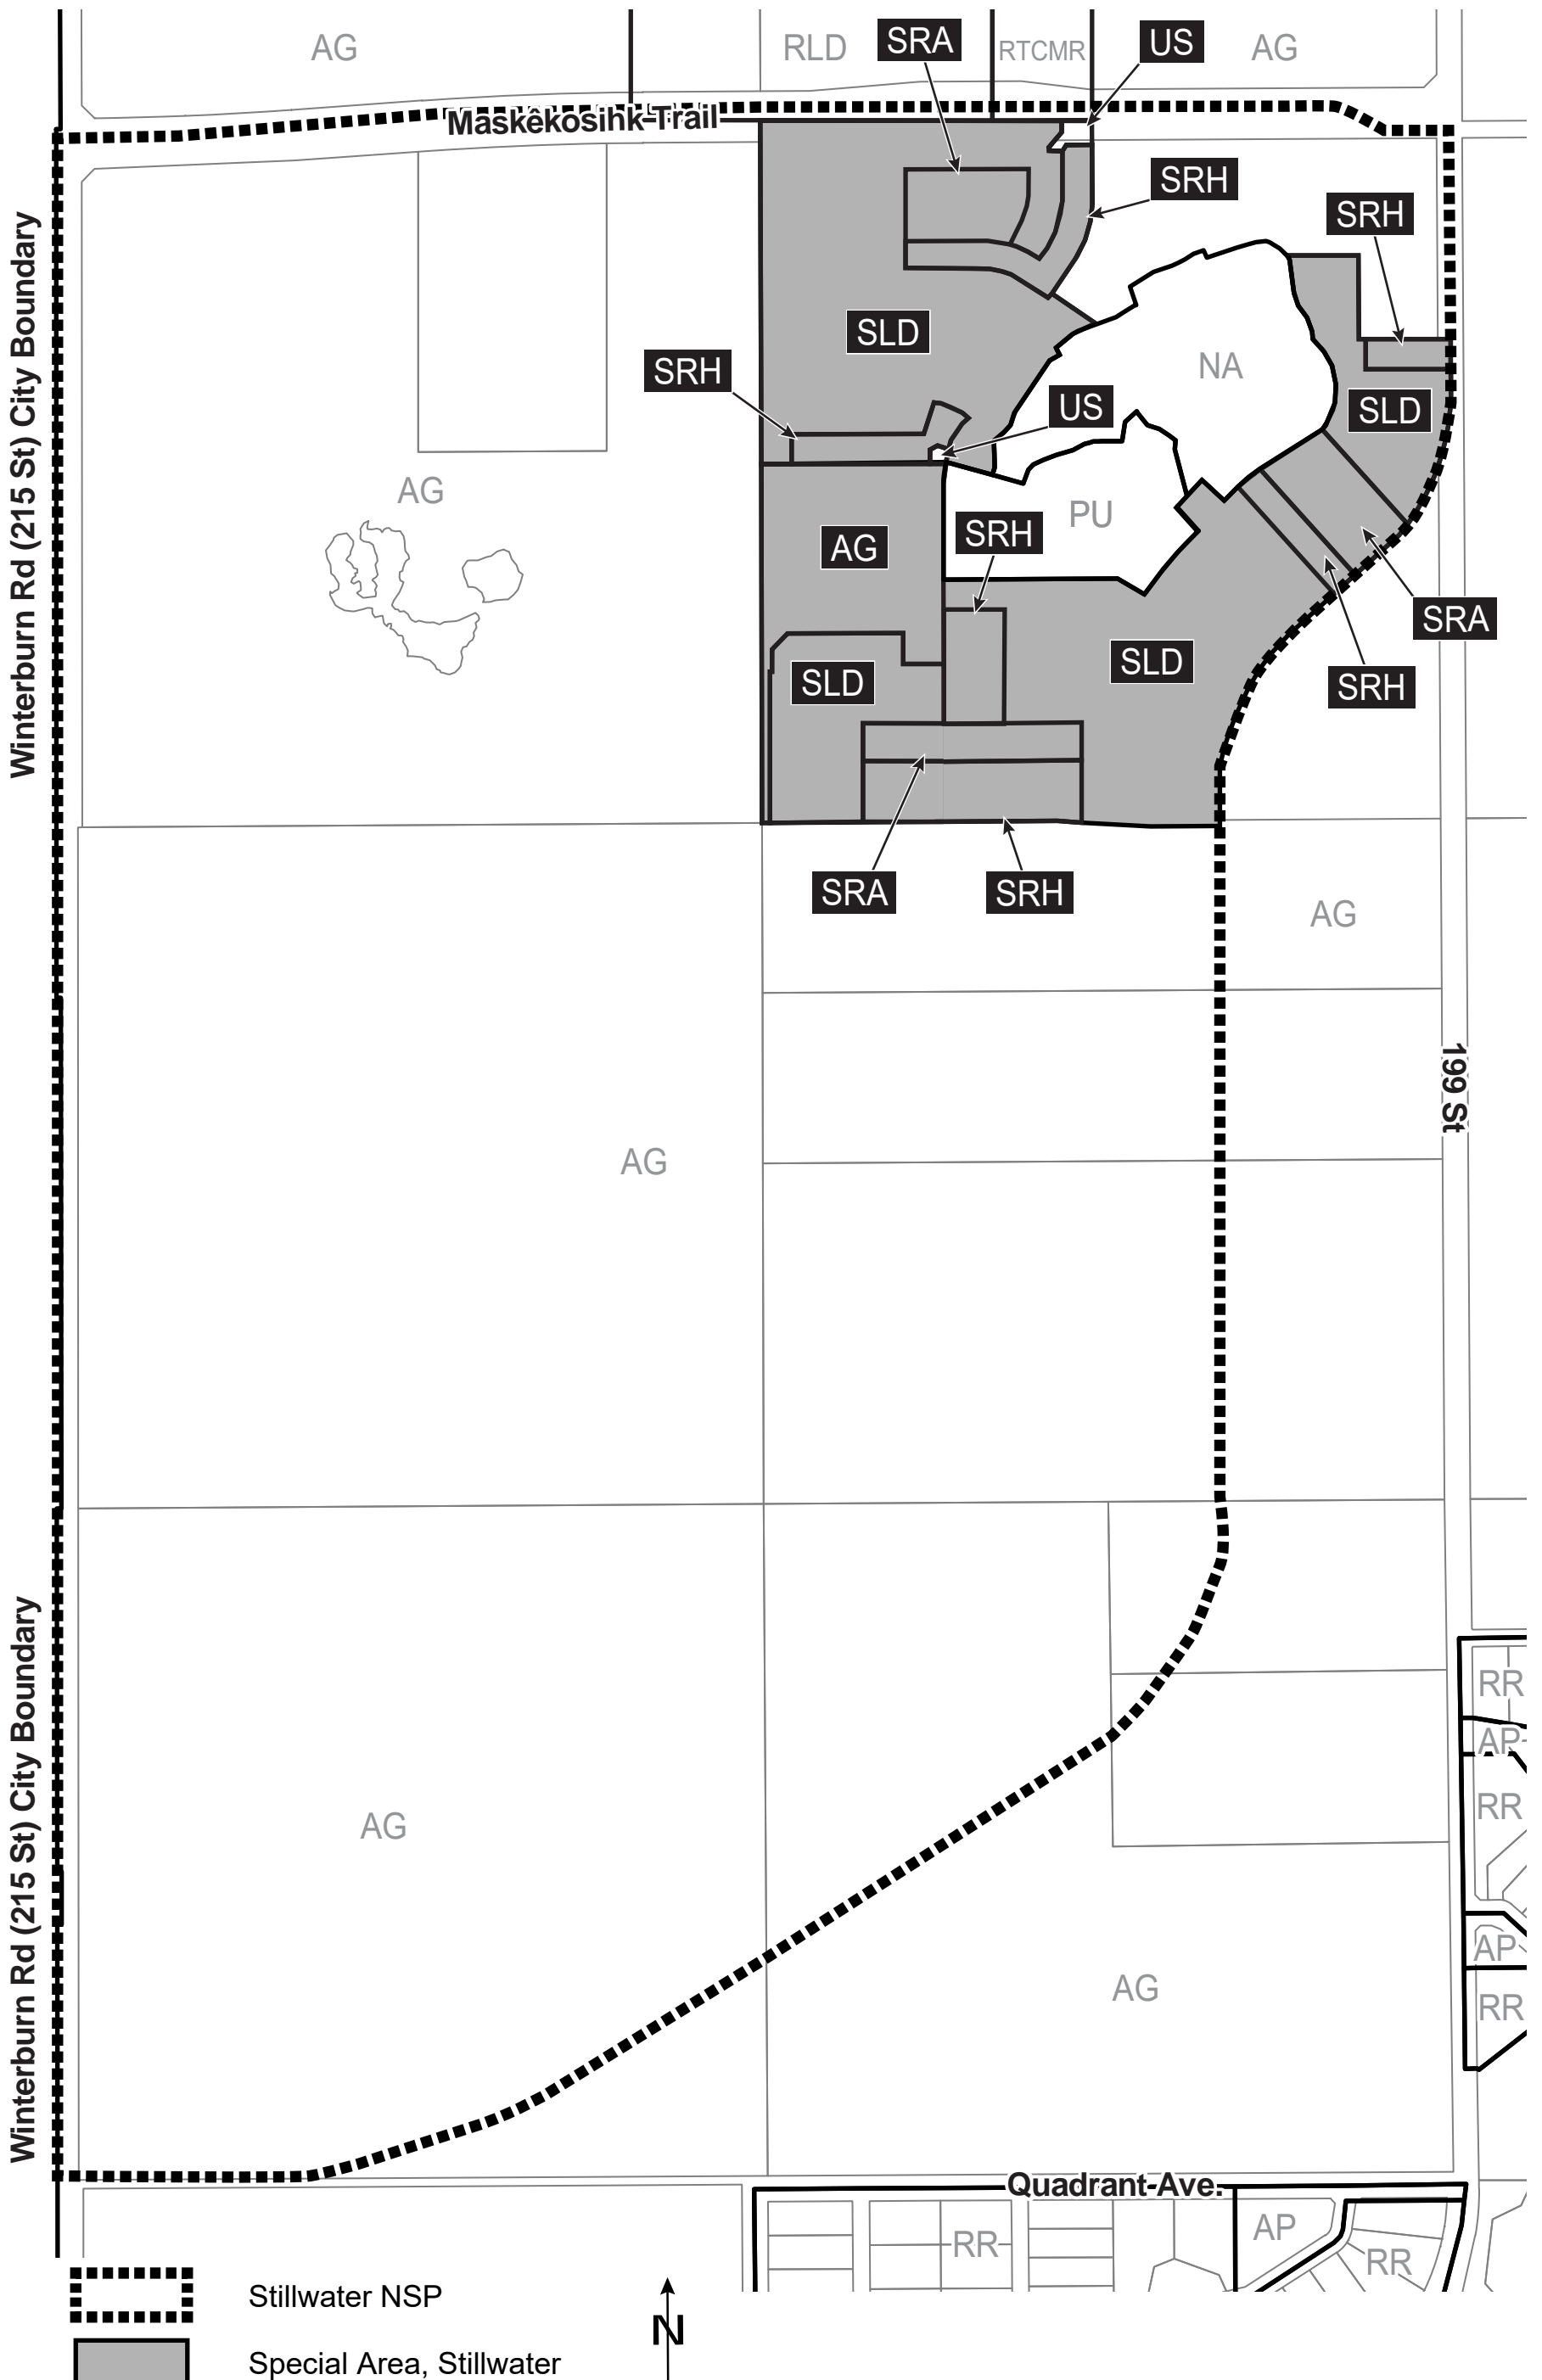 AG
RLD
SRA
RTCMR
US
AG
Maskêkosihk Trail
SRH
SRH
Winterburn Rd (215 St) City Boundary
SLD
NA
SRH
US
SLD
AG
PU
SRH
AG
SRA
SLD
SLD
SRH
SRA
SRH
AG
199 St
AG
Winterburn Rd (215 St) City Boundary
RR
AP
RR
AG
AP
AG
RR
Quadrant Ave.
RR
AP
RR
Stillwater NSP
N
Special Area, Stillwater